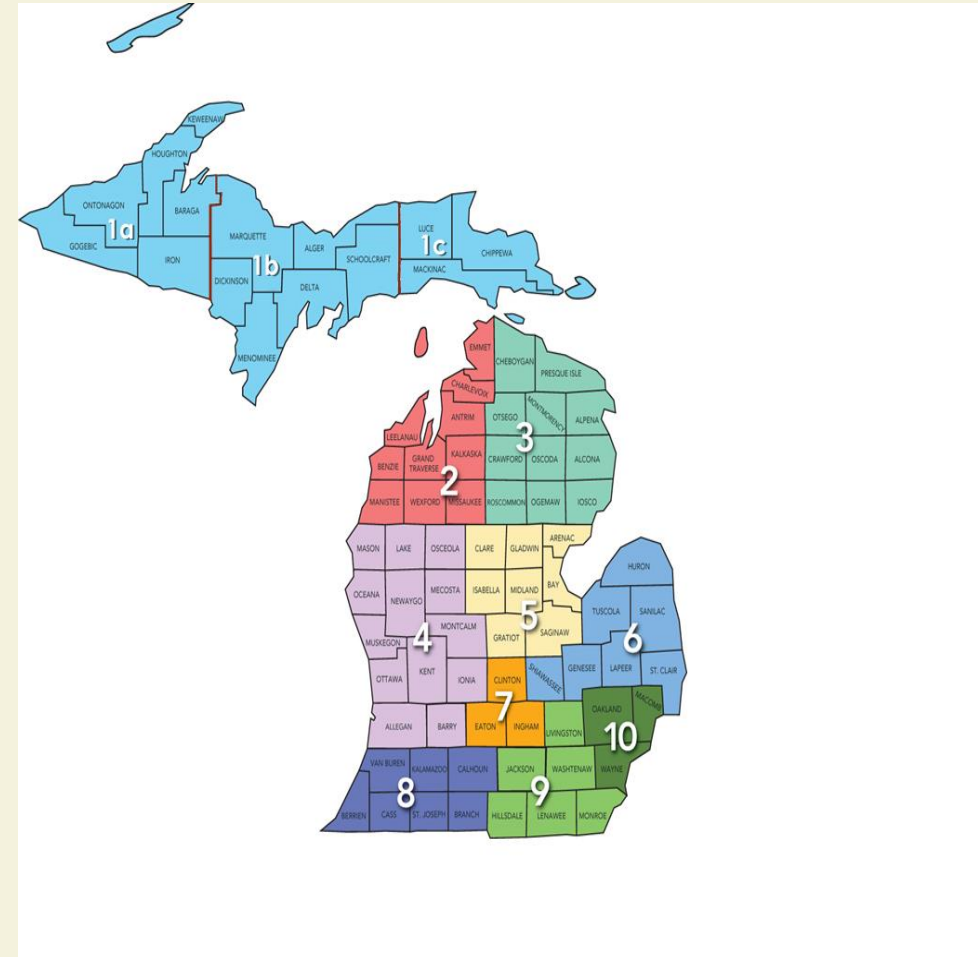 KEWEENAW
HOUGHTON
ONTONAGON
BARAGA
1a
GOGEBIC
IRON
MARQUETTE
1b
ALGER
SCHOOLCRAFT
DICKINSON
DELTA
MENOMINEE
LUCE
1c
CHIPPEWA
MACKINAC
EMMET
CHEBOYGAN
PRESQUE ISLE
CHARLEVOIX
ANTRIM
OTSEGO
MONTMORENCY
ALPENA
3
LEELANAU
BENZIE
GRAND
TRAVERSE
KALKASKA
CRAWFORD
OSCODA
ALCONA
2
MANISTEE
WEXFORD
MISSAUKEE
ROSCOMMON
OGEMAW
IOSCO
MASON
LAKE
OSCEOLA
CLARE
GLADWIN
ARENAC
OCEANA
NEWAYGO
MECOSTA
ISABELLA
MIDLAND
BAY
HURON
5
TUSCOLA
SANILAC
MUSKEGON
4
MONTCALM
GRATIOT
SAGINAW
6
OTTAWA
KENT
IONIA
CLINTON
SHIAWASSEE
GENESEE
LAPEER
ST. CLAIR
7
ALLEGAN
BARRY
EATON
INGHAM
LIVINGSTON
OAKLAND
MACOMB
10
VAN BUREN
KALAMAZOO
CALHOUN
JACKSON
WASHTENAW
WAYNE
8
9
BERRIEN
CASS
ST. JOSEPH
BRANCH
HILLSDALE
LENAWEE
MONROE